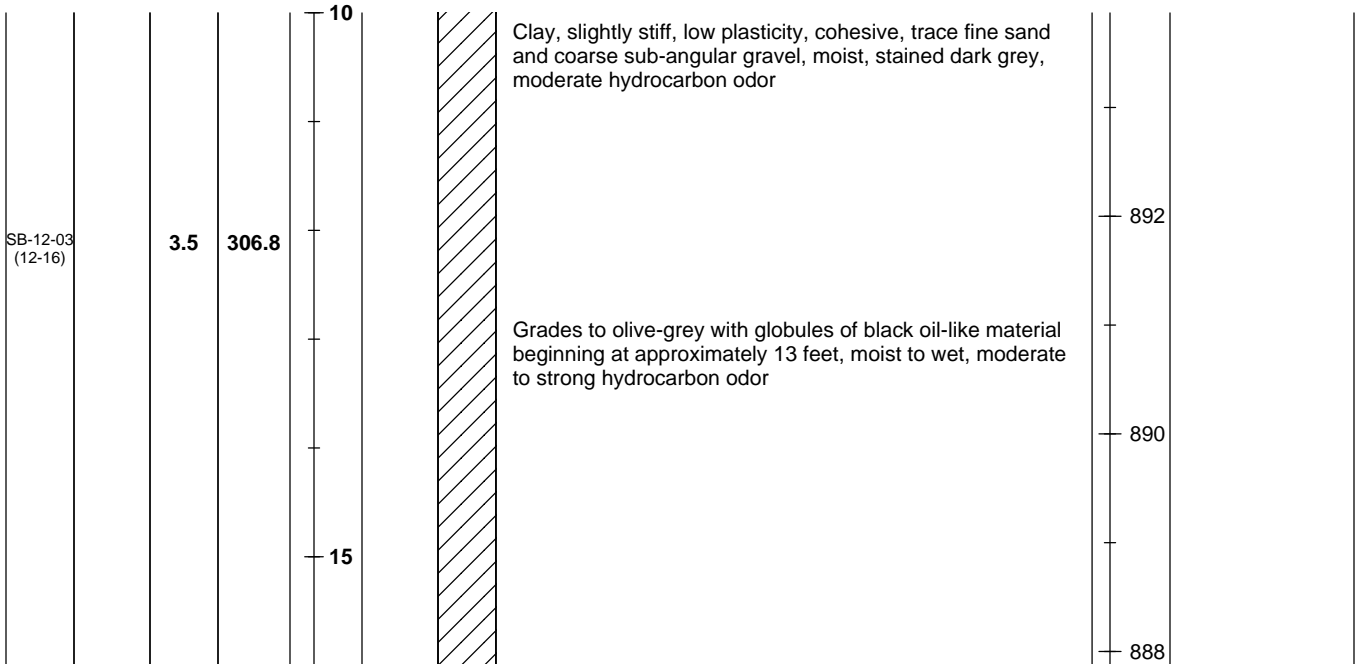 10
Clay, slightly stiff, low plasticity, cohesive, trace fine sand
and coarse sub-angular gravel, moist, stained dark grey,
moderate hydrocarbon odor
892
SB-12-03
(12-16)
3.5
306.8
Grades to olive-grey with globules of black oil-like material
beginning at approximately 13 feet, moist to wet, moderate
to strong hydrocarbon odor
890
15
888